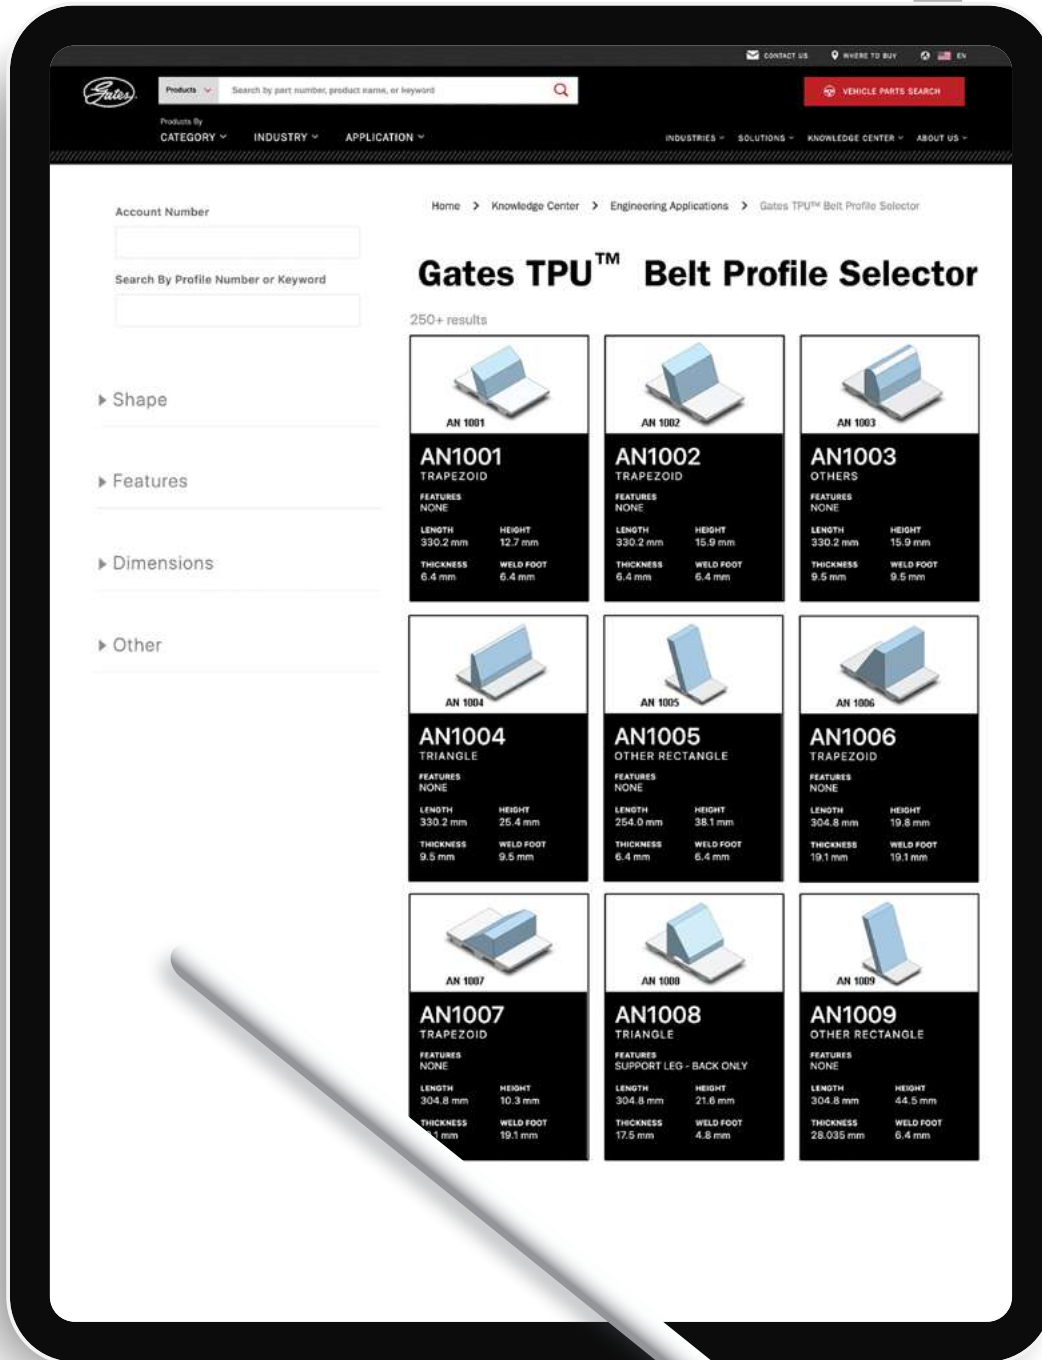 CONTACT US
WHERE TO BUY
EN
Gates
Products
Search by part number, product name, or keyword
VEHICLE PARTS SEARCH
Products By
CATEGORY
INDUSTRY
APPLICATION
INDUSTRIES
SOLUTIONS
KNOWLEDGE CENTER
ABOUT US
Account Number
Search By Profile Number or Keyword
Shape
Features
Dimensions
Other
Home > Knowledge Center > Engineering Applications > Gates TPU™ Belt Profile Selector
Gates TPU™ Belt Profile Selector
250+ results
AN 1001
AN1001
TRAPEZOID
FEATURES
NONE
LENGTH HEIGHT
330.2 mm 12.7 mm
THICKNESS WELD FOOT
6.4 mm 6.4 mm
AN 1002
AN1002
TRAPEZOID
FEATURES
NONE
LENGTH HEIGHT
330.2 mm 15.9 mm
THICKNESS WELD FOOT
6.4 mm 6.4 mm
AN 1003
AN1003
OTHERS
FEATURES
NONE
LENGTH HEIGHT
330.2 mm 15.9 mm
THICKNESS WELD FOOT
9.5 mm 9.5 mm
AN 1004
AN1004
TRIANGLE
FEATURES
NONE
LENGTH HEIGHT
330.2 mm 25.4 mm
THICKNESS WELD FOOT
9.5 mm 9.5 mm
AN 1005
AN1005
OTHER RECTANGLE
FEATURES
NONE
LENGTH HEIGHT
254.0 mm 38.1 mm
THICKNESS WELD FOOT
6.4 mm 6.4 mm
AN 1006
AN1006
TRAPEZOID
FEATURES
NONE
LENGTH HEIGHT
304.8 mm 19.8 mm
THICKNESS WELD FOOT
19.1 mm 19.1 mm
AN 1007
AN1007
TRAPEZOID
FEATURES
NONE
LENGTH HEIGHT
304.8 mm 10.3 mm
THICKNESS WELD FOOT
mm 19.1 mm
AN 1008
AN1008
TRIANGLE
FEATURES
SUPPORT LEG - BACK ONLY
LENGTH HEIGHT
304.8 mm 21.6 mm
THICKNESS WELD FOOT
17.5 mm 4.8 mm
AN 1009
AN1009
OTHER RECTANGLE
FEATURES
NONE
LENGTH HEIGHT
304.8 mm 44.5 mm
THICKNESS WELD FOOT
28.035 mm 6.4 mm